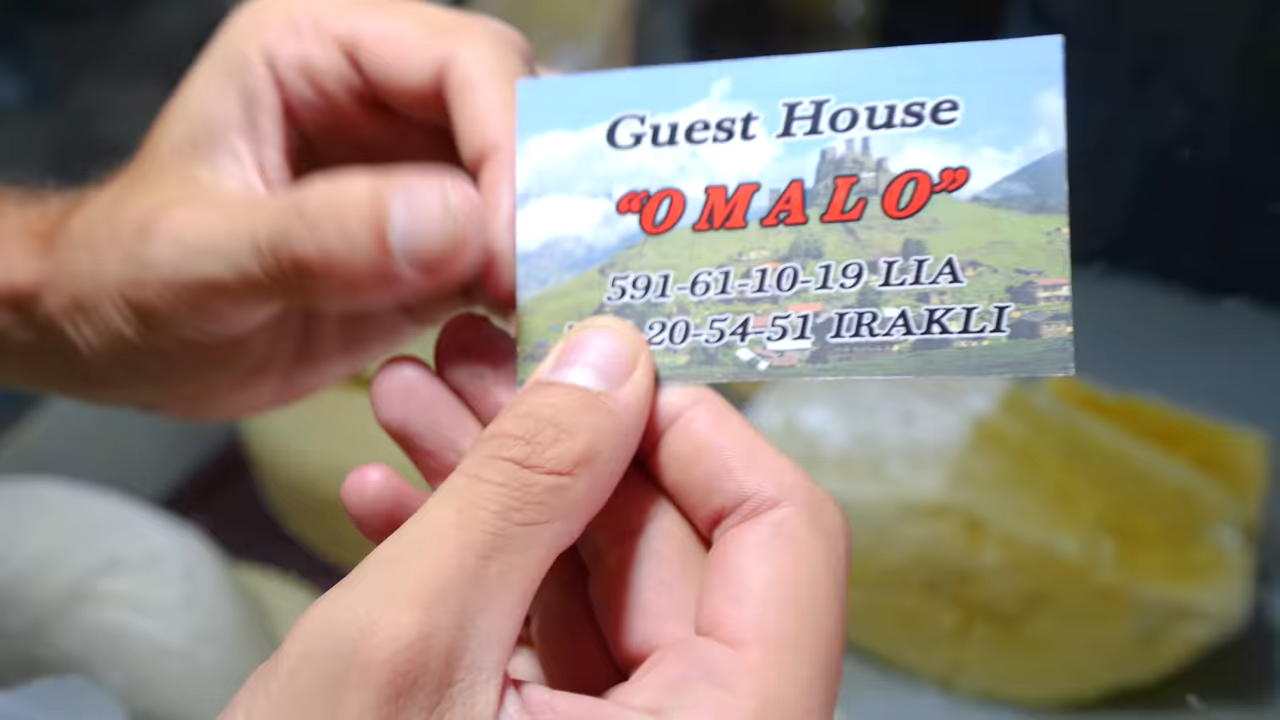 Guest House
“OMALO”
591-61-10-19 LIA
20-54-51 IRAKLI